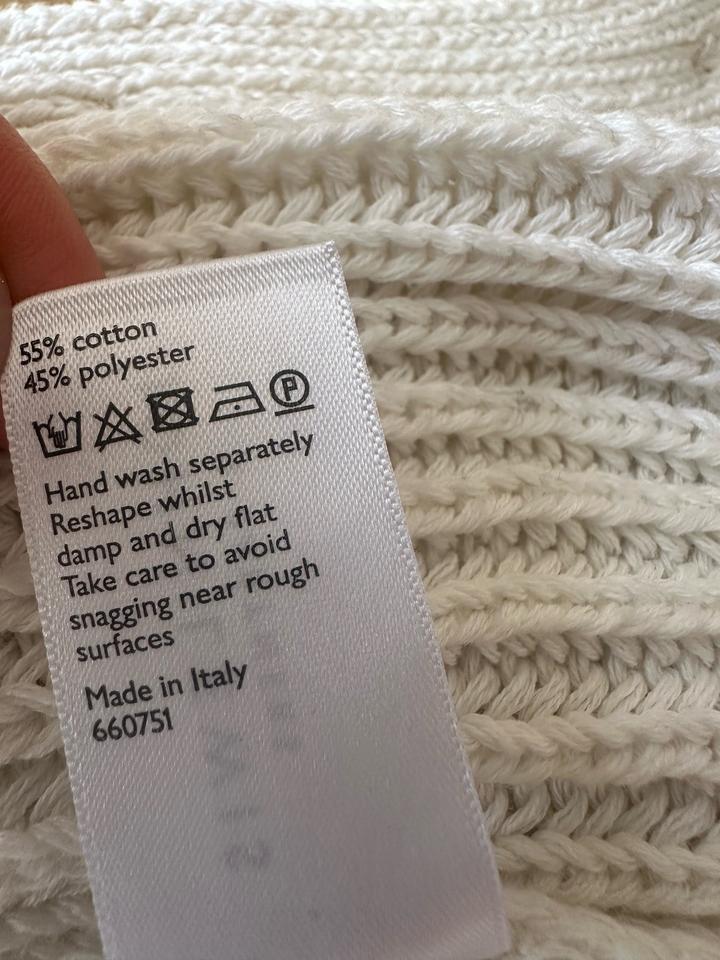 55% cotton
45% polyester
P
Hand wash separately
Reshape whilst
damp and dry flat
Take care to avoid
snagging near rough
surfaces
Made in Italy
660751